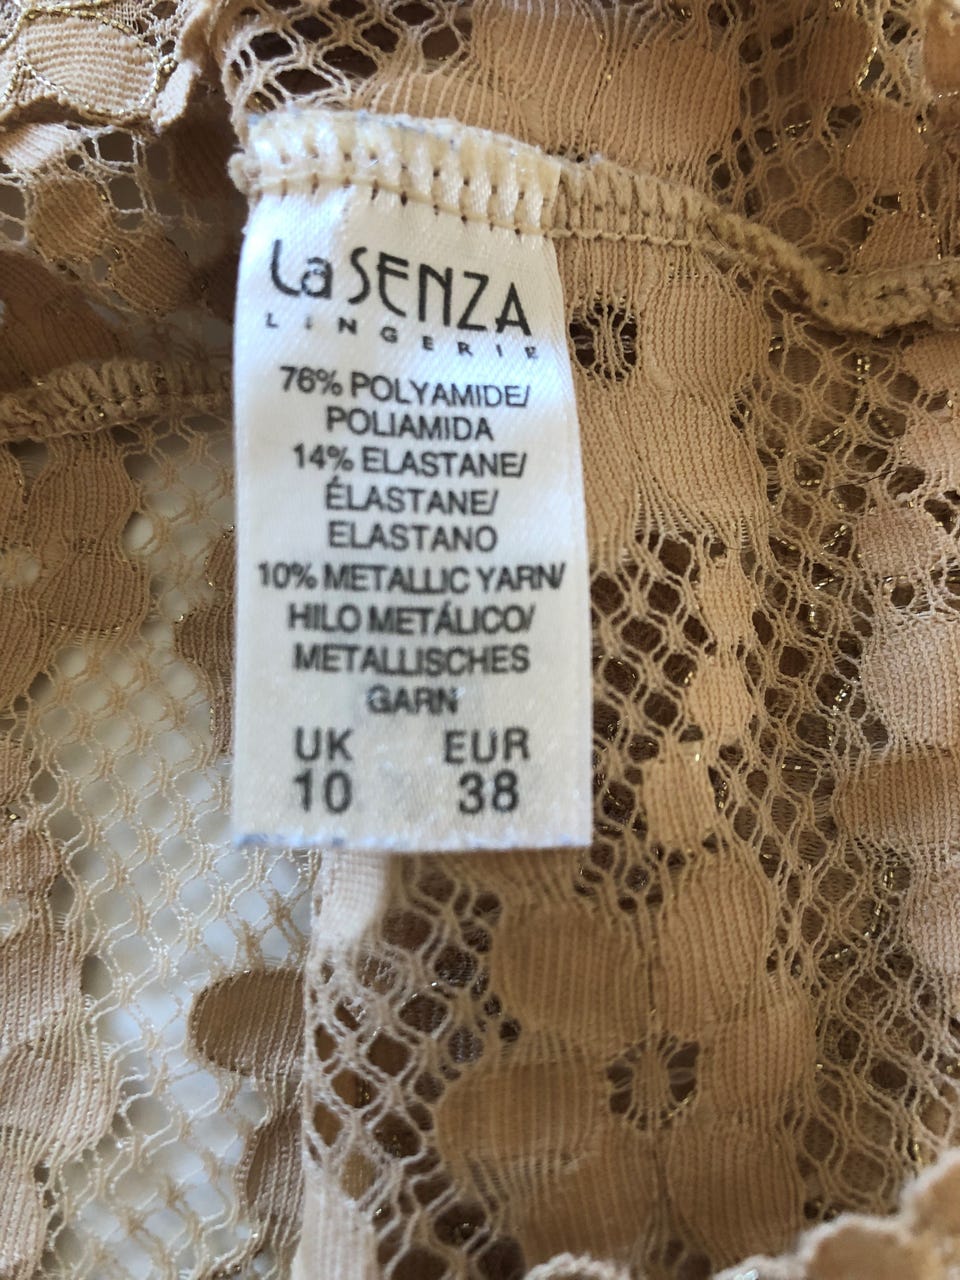 La SENZA
LINGERIE
76% POLYAMIDE/
POLIAMIDA
14% ELASTANE/
ÉLASTANE/
ELASTANO
10% METALLIC YARN/
HILO METÁLICO/
METALLISCHES
GARN
UK EUR
10 38